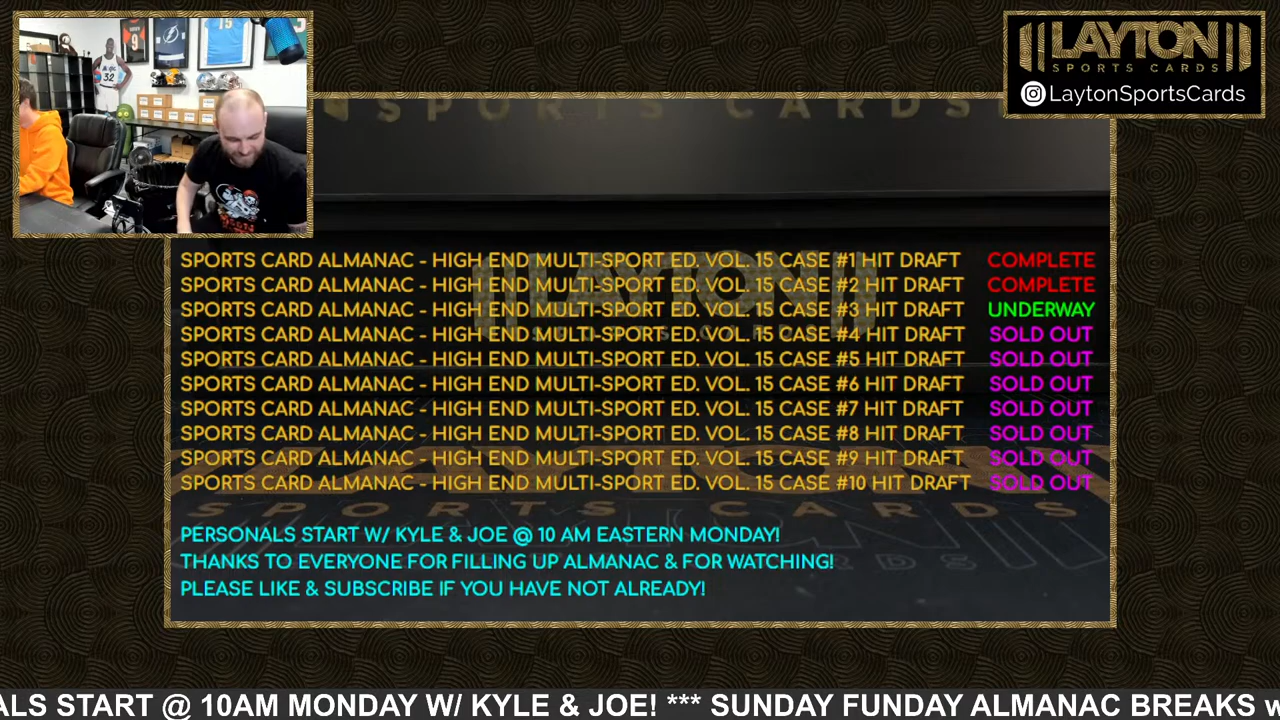 LAYTON
SPORTS CARDS
LaytonSportsCards
SPORTS CARDS
15
9
32
SPORTS CARD ALMANAC - HIGH END MULTI-SPORT ED. VOL. 15 CASE #1 HIT DRAFT COMPLETE
SPORTS CARD ALMANAC - HIGH END MULTI-SPORT ED. VOL. 15 CASE #2 HIT DRAFT COMPLETE
SPORTS CARD ALMANAC - HIGH END MULTI-SPORT ED. VOL. 15 CASE #3 HIT DRAFT UNDERWAY
SPORTS CARD ALMANAC - HIGH END MULTI-SPORT ED. VOL. 15 CASE #4 HIT DRAFT SOLD OUT
SPORTS CARD ALMANAC - HIGH END MULTI-SPORT ED. VOL. 15 CASE #5 HIT DRAFT SOLD OUT
SPORTS CARD ALMANAC - HIGH END MULTI-SPORT ED. VOL. 15 CASE #6 HIT DRAFT SOLD OUT
SPORTS CARD ALMANAC - HIGH END MULTI-SPORT ED. VOL. 15 CASE #7 HIT DRAFT SOLD OUT
SPORTS CARD ALMANAC - HIGH END MULTI-SPORT ED. VOL. 15 CASE #8 HIT DRAFT SOLD OUT
SPORTS CARD ALMANAC - HIGH END MULTI-SPORT ED. VOL. 15 CASE #9 HIT DRAFT SOLD OUT
SPORTS CARD ALMANAC - HIGH END MULTI-SPORT ED. VOL. 15 CASE #10 HIT DRAFT SOLD OUT
PERSONALS START W/ KYLE & JOE @ 10 AM EASTERN MONDAY!
THANKS TO EVERYONE FOR FILLING UP ALMANAC & FOR WATCHING!
PLEASE LIKE & SUBSCRIBE IF YOU HAVE NOT ALREADY!
ALS START @ 10AM MONDAY W/ KYLE & JOE! *** SUNDAY FUNDAY ALMANAC BREAKS w